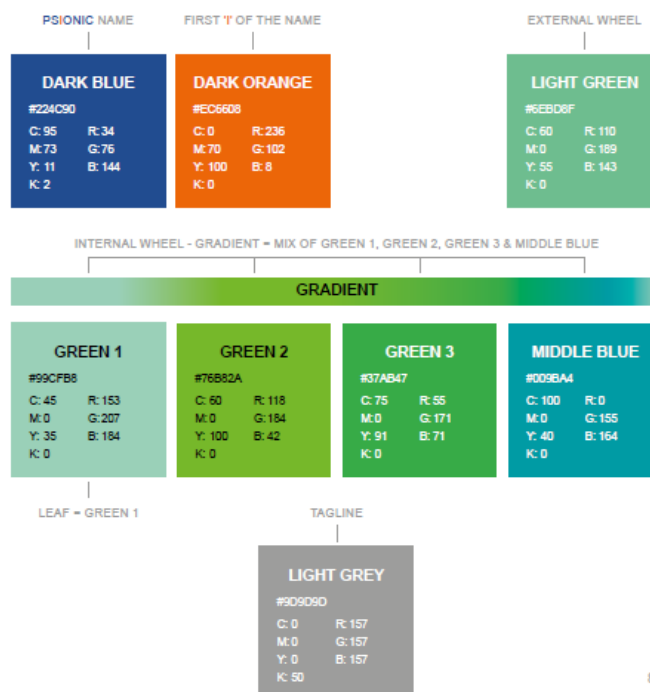 PSIONIC NAME
FIRST 'I' OF THE NAME
EXTERNAL WHEEL
DARK BLUE
#224C90
C: 95 R: 34
M: 73 G: 76
Y: 11 B: 144
K: 2
DARK ORANGE
#EC6608
C: 0 R: 236
M: 70 G: 102
Y: 100 B: 8
K: 0
LIGHT GREEN
#6EBD8F
C: 60 R: 110
M: 0 G: 189
Y: 55 B: 143
K: 0
INTERNAL WHEEL - GRADIENT = MIX OF GREEN 1, GREEN 2, GREEN 3 & MIDDLE BLUE
GRADIENT
GREEN 1
#99CFB8
C: 45 R: 153
M: 0 G: 207
Y: 35 B: 184
K: 0
GREEN 2
#76B82A
C: 60 R: 118
M: 0 G: 184
Y: 100 B: 42
K: 0
GREEN 3
#37AB47
C: 75 R: 55
M: 0 G: 171
Y: 91 B: 71
K: 0
MIDDLE BLUE
#009BA4
C: 100 R: 0
M: 0 G: 155
Y: 40 B: 164
K: 0
LEAF = GREEN 1
TAGLINE
LIGHT GREY
#9D9D9D
C: 0 R: 157
M: 0 G: 157
Y: 0 B: 157
K: 50